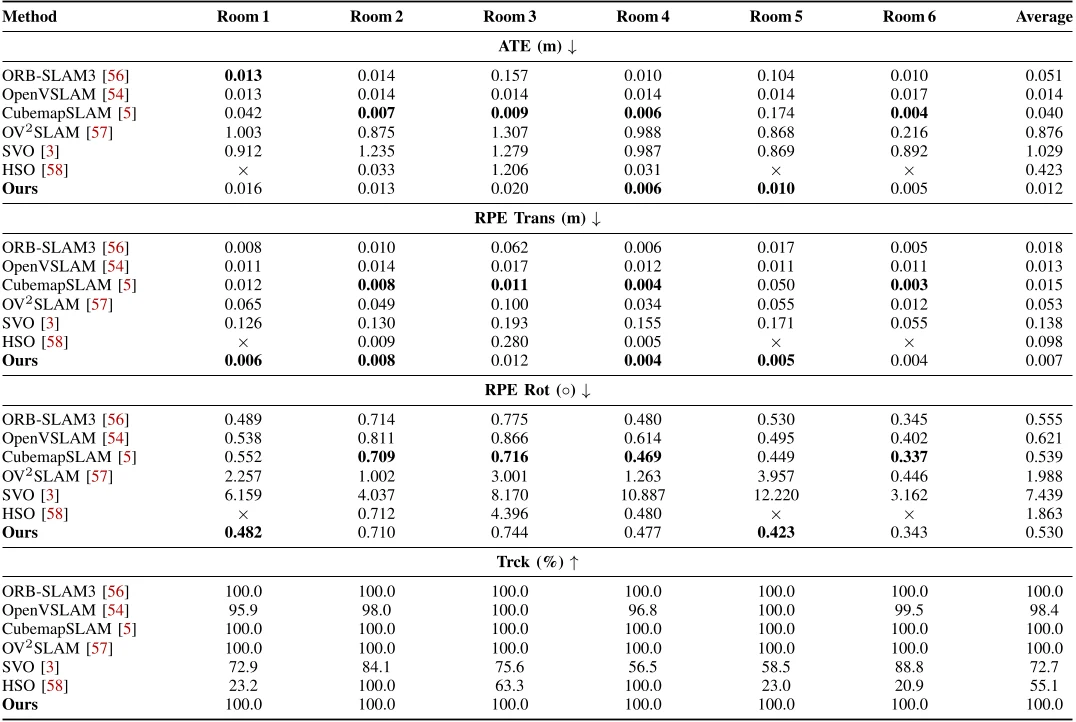 Method Room 1 Room 2 Room 3 Room 4 Room 5 Room 6 Average
ATE (m) ↓
ORB-SLAM3 [56] 0.013 0.014 0.157 0.010 0.104 0.010 0.051
OpenVSLAM [54] 0.013 0.014 0.014 0.014 0.014 0.017 0.014
CubemapSLAM [5] 0.042 0.007 0.009 0.006 0.174 0.004 0.040
OV²SLAM [57] 1.003 0.875 1.307 0.988 0.868 0.216 0.876
SVO [3] 0.912 1.235 1.279 0.987 0.869 0.892 1.029
HSO [58] × 0.033 1.206 0.031 × × 0.423
Ours 0.016 0.013 0.020 0.006 0.010 0.005 0.012
RPE Trans (m) ↓
ORB-SLAM3 [56] 0.008 0.010 0.062 0.006 0.017 0.005 0.018
OpenVSLAM [54] 0.011 0.014 0.017 0.012 0.011 0.011 0.013
CubemapSLAM [5] 0.012 0.008 0.011 0.004 0.050 0.003 0.015
OV²SLAM [57] 0.065 0.049 0.100 0.034 0.055 0.012 0.053
SVO [3] 0.126 0.130 0.193 0.155 0.171 0.055 0.138
HSO [58] × 0.009 0.280 0.005 × × 0.098
Ours 0.006 0.008 0.012 0.004 0.005 0.004 0.007
RPE Rot (○) ↓
ORB-SLAM3 [56] 0.489 0.714 0.775 0.480 0.530 0.345 0.555
OpenVSLAM [54] 0.538 0.811 0.866 0.614 0.495 0.402 0.621
CubemapSLAM [5] 0.552 0.709 0.716 0.469 0.449 0.337 0.539
OV²SLAM [57] 2.257 1.002 3.001 1.263 3.957 0.446 1.988
SVO [3] 6.159 4.037 8.170 10.887 12.220 3.162 7.439
HSO [58] × 0.712 4.396 0.480 × × 1.863
Ours 0.482 0.710 0.744 0.477 0.423 0.343 0.530
Trck (%) ↑
ORB-SLAM3 [56] 100.0 100.0 100.0 100.0 100.0 100.0 100.0
OpenVSLAM [54] 95.9 98.0 100.0 96.8 100.0 99.5 98.4
CubemapSLAM [5] 100.0 100.0 100.0 100.0 100.0 100.0 100.0
OV²SLAM [57] 100.0 100.0 100.0 100.0 100.0 100.0 100.0
SVO [3] 72.9 84.1 75.6 56.5 58.5 88.8 72.7
HSO [58] 23.2 100.0 63.3 100.0 23.0 20.9 55.1
Ours 100.0 100.0 100.0 100.0 100.0 100.0 100.0